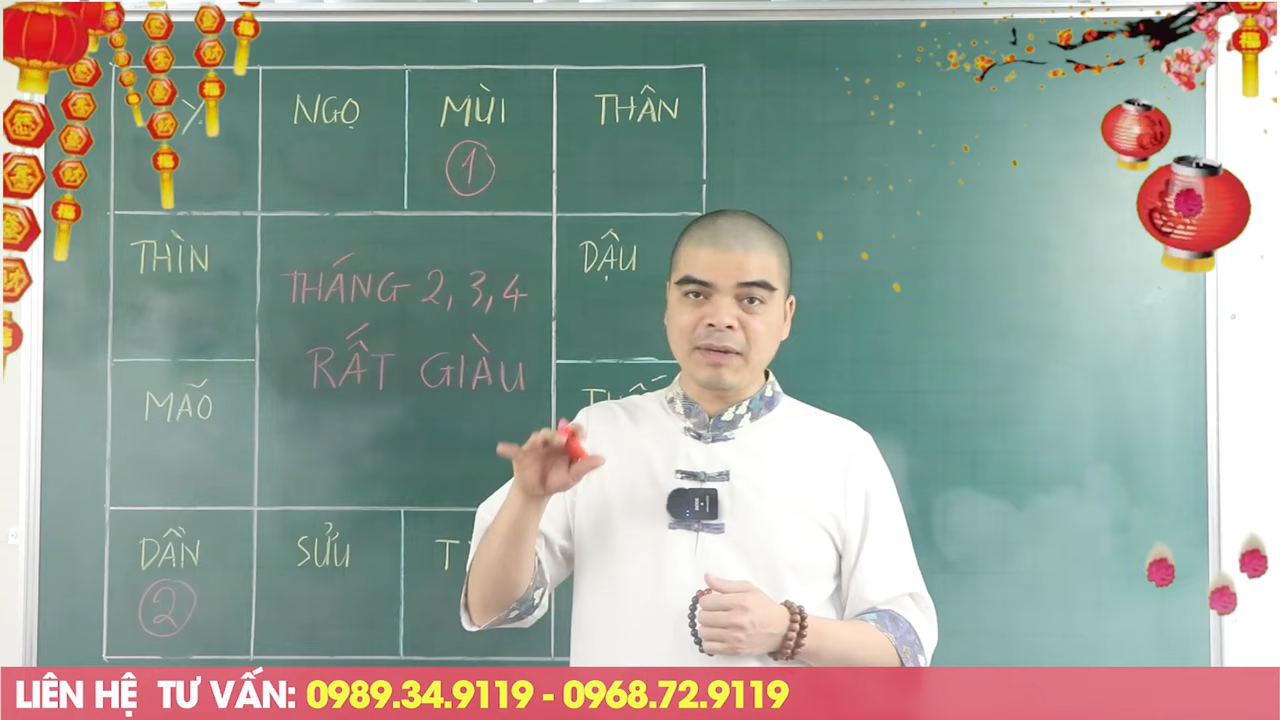 NGỌ
MÙI
THÂN
1
THÌN
DẬU
THÁNG 2, 3, 4
RẤT GIÀU
MÃO
DẦN
SỬU
2
LIÊN HỆ TƯ VẤN: 0989.34.9119 - 0968.72.9119